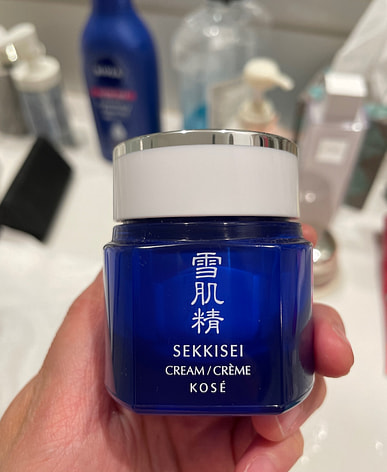 雪
肌
精
SEKKISEI
CREAM/CRÈME
KOSÉ